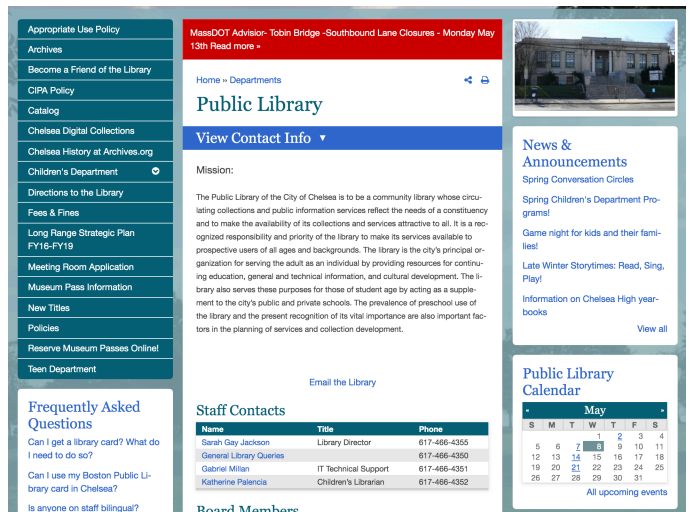 Appropriate Use Policy
Archives
Become a Friend of the Library
CIPA Policy
Catalog
Chelsea Digital Collections
Chelsea History at Archives.org
Children's Department
Directions to the Library
Fees & Fines
Long Range Strategic Plan
FY16-FY19
Meeting Room Application
Museum Pass Information
New Titles
Policies
Reserve Museum Passes Online!
Teen Department
Frequently Asked
Questions
Can I get a library card? What do
I need to do so?
Can I use my Boston Public Li-
brary card in Chelsea?
Is anyone on staff bilingual?
MassDOT Advisior- Tobin Bridge -Southbound Lane Closures - Monday May
13th Read more »
Home » Departments
Public Library
View Contact Info ▼
Mission:
The Public Library of the City of Chelsea is to be a community library whose circu-
lating collections and public information services reflect the needs of a constituency
and to make the availability of its collections and services attractive to all. It is a rec-
ognized responsibility and priority of the library to make its services available to
prospective users of all ages and backgrounds. The library is the city's principal or-
ganization for serving the adult as an individual by providing resources for continu-
ing education, general and technical information, and cultural development. The li-
brary also serves these purposes for those of student age by acting as a supple-
ment to the city's public and private schools. The prevalence of preschool use of
the library and the present recognition of its vital importance are also important fac-
tors in the planning of services and collection development.
Email the Library
Staff Contacts
Name Title Phone
Sarah Gay Jackson Library Director 617-466-4355
General Library Queries 617-466-4350
Gabriel Millan IT Technical Support 617-466-4351
Katherine Palencia Children's Librarian 617-466-4352
Board Members
News &
Announcements
Spring Conversation Circles
Spring Children's Department Pro-
grams!
Game night for kids and their fami-
lies!
Late Winter Storytimes: Read, Sing,
Play!
Information on Chelsea High year-
books
View all
Public Library
Calendar
« May »
S M T W T F S
1 2 3 4
5 6 7 8 9 10 11
12 13 14 15 16 17 18
19 20 21 22 23 24 25
26 27 28 29 30 31
All upcoming events